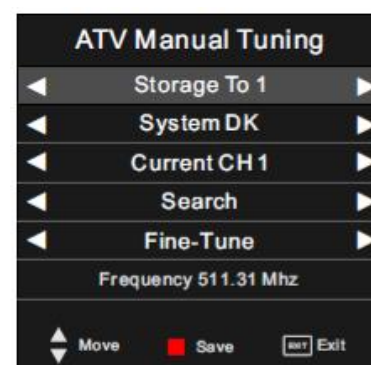 ATV Manual Tuning
Storage To 1
System DK
Current CH 1
Search
Fine-Tune
Frequency 511.31 Mhz
Move Save EXIT Exit